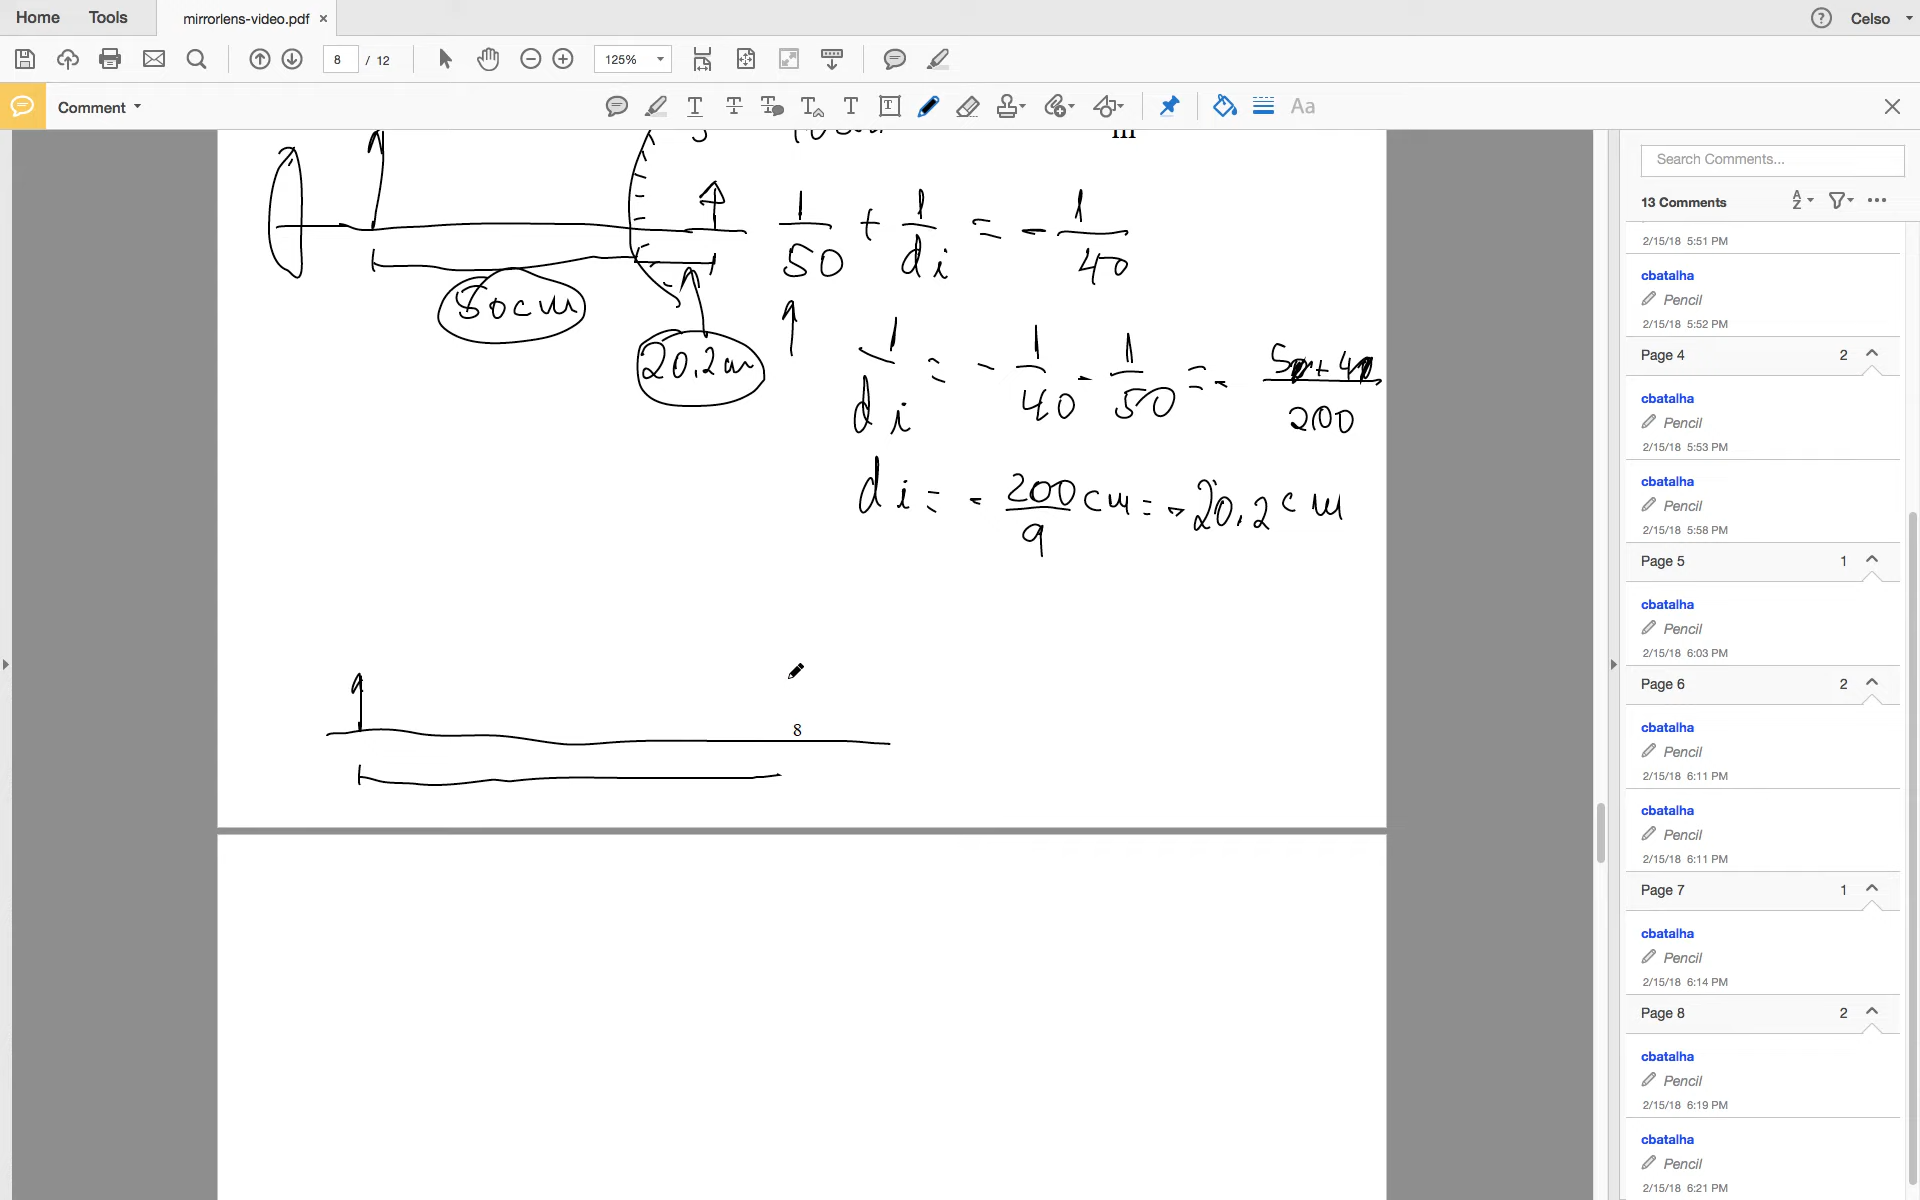 Home Tools mirrorlens-video.pdf × Celso
8 / 12 125%
Comment Aa
Search Comments...
13 Comments
2/15/18 5:51 PM
cbatalha
Pencil
2/15/18 5:52 PM
Page 4 2
cbatalha
Pencil
2/15/18 5:53 PM
cbatalha
Pencil
2/15/18 5:58 PM
Page 5 1
cbatalha
Pencil
2/15/18 6:03 PM
Page 6 2
cbatalha
Pencil
2/15/18 6:11 PM
cbatalha
Pencil
2/15/18 6:11 PM
Page 7 1
cbatalha
Pencil
2/15/18 6:14 PM
Page 8 2
cbatalha
Pencil
2/15/18 6:19 PM
cbatalha
Pencil
2/15/18 6:21 PM
1/50 + 1/di = - 1/40
50cm
20.2cm
1/di = - 1/40 - 1/50 = - 5+4/200
di = - 200/9 cm = - 20.2 cm
8